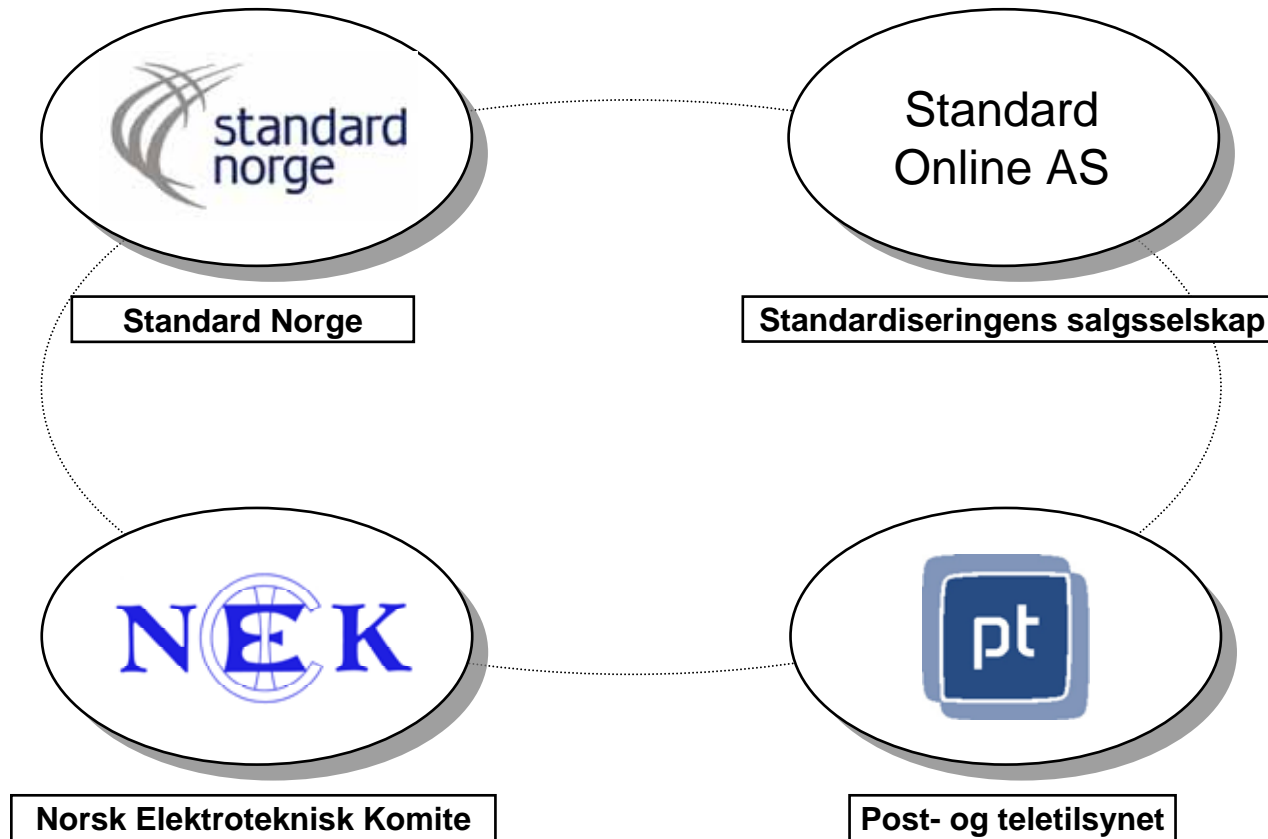 standard
norge
Standard
Online AS
Standard Norge
Standardiseringens salgsselskap
NEK
pt
Norsk Elektroteknisk Komite
Post- og teletilsynet